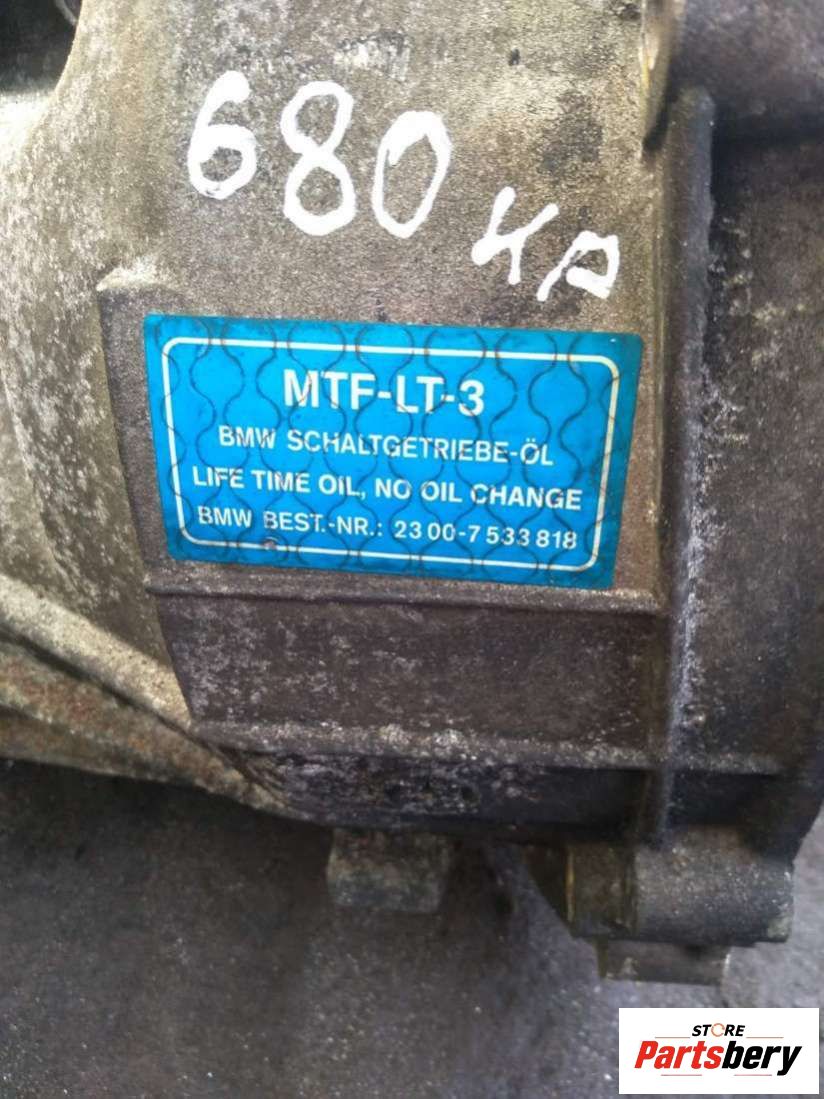 680 KA
MTF-LT-3
BMW SCHALTGETRIEBE-ÖL
LIFE TIME OIL, NO OIL CHANGE
BMW BEST.-NR.: 23 00-7 533 818
STORE
Partsbery